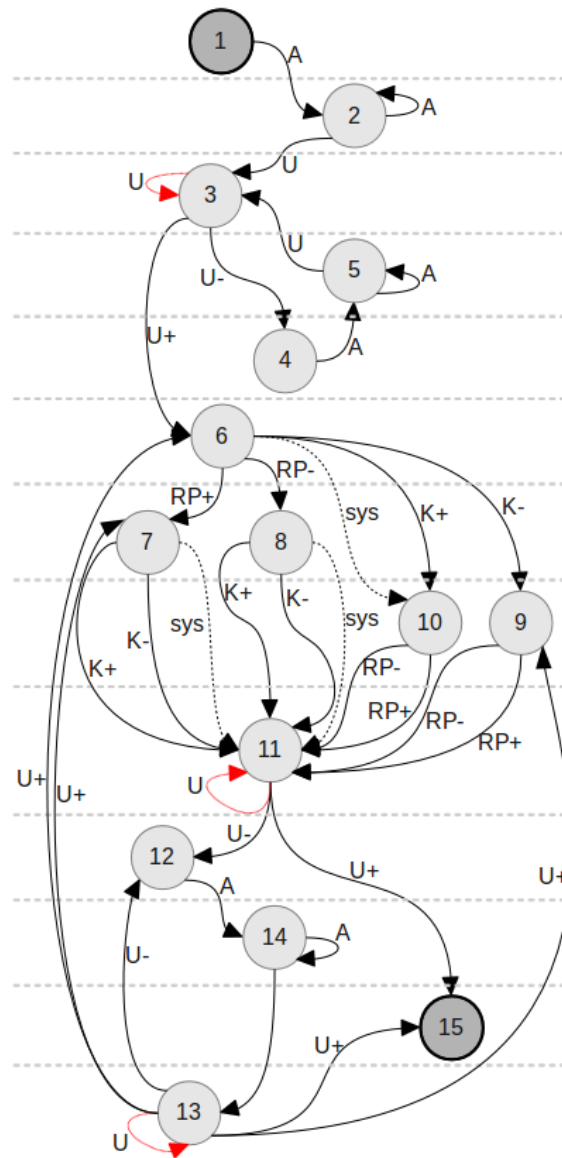 1
A
2
A
U
U
3
U
5
A
U-
4
A
U+
6
RP-
RP+
K+
K-
sys
7
8
K+
K-
sys
sys
10
9
K-
K+
RP-
RP+
RP-
RP+
11
U+
U+
U
U-
12
U+
U+
A
14
A
U-
15
U+
13
U